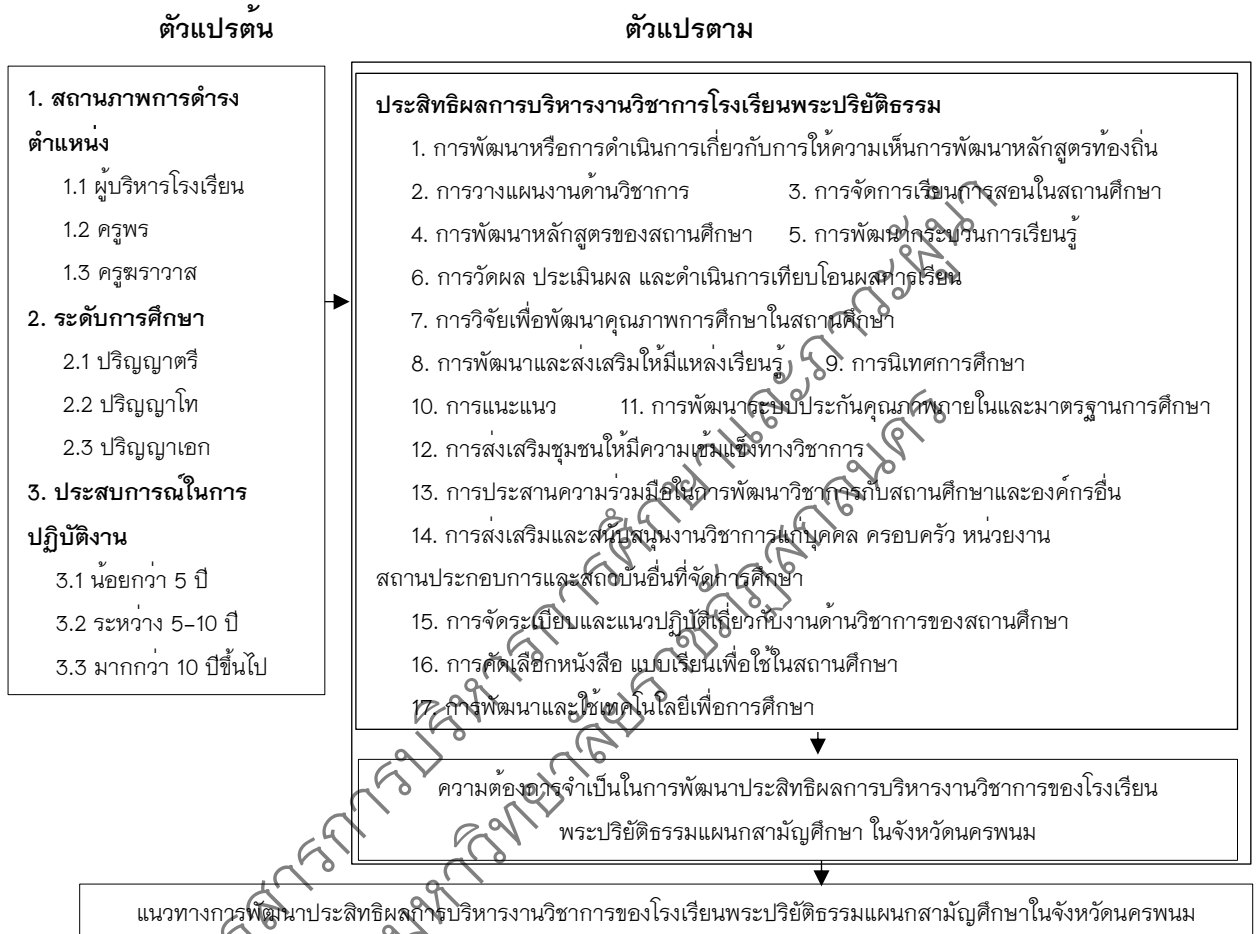 ตัวแปรต้น
ตัวแปรตาม
1. สถานภาพการดำรง
ตำแหน่ง
1.1 ผู้บริหารโรงเรียน
1.2 ครูพร
1.3 ครูฆราวาส
2. ระดับการศึกษา
2.1 ปริญญาตรี
2.2 ปริญญาโท
2.3 ปริญญาเอก
3. ประสบการณ์ในการ
ปฏิบัติงาน
3.1 น้อยกว่า 5 ปี
3.2 ระหว่าง 5-10 ปี
3.3 มากกว่า 10 ปีขึ้นไป
ประสิทธิผลการบริหารงานวิชาการโรงเรียนพระปริยัติธรรม
1. การพัฒนาหรือการดำเนินการเกี่ยวกับการให้ความเห็นการพัฒนาหลักสูตรท้องถิ่น
2. การวางแผนงานด้านวิชาการ 3. การจัดการเรียนการสอนในสถานศึกษา
4. การพัฒนาหลักสูตรของสถานศึกษา 5. การพัฒนากระบวนการเรียนรู้
6. การวัดผล ประเมินผล และดำเนินการเทียบโอนผลการเรียน
7. การวิจัยเพื่อพัฒนาคุณภาพการศึกษาในสถานศึกษา
8. การพัฒนาและส่งเสริมให้มีแหล่งเรียนรู้ 9. การนิเทศการศึกษา
10. การแนะแนว 11. การพัฒนาระบบประกันคุณภาพภายในและมาตรฐานการศึกษา
12. การส่งเสริมชุมชนให้มีความเข้มแข็งทางวิชาการ
13. การประสานความร่วมมือในการพัฒนาวิชาการกับสถานศึกษาและองค์กรอื่น
14. การส่งเสริมและสนับสนุนงานวิชาการแก่บุคคล ครอบครัว หน่วยงาน
สถานประกอบการและสถาบันอื่นที่จัดการศึกษา
15. การจัดระเบียบและแนวปฏิบัติเกี่ยวกับงานด้านวิชาการของสถานศึกษา
16. การคัดเลือกหนังสือ แบบเรียนเพื่อใช้ในสถานศึกษา
17. การพัฒนาและใช้เทคโนโลยีเพื่อการศึกษา
ความต้องการจำเป็นในการพัฒนาประสิทธิผลการบริหารงานวิชาการของโรงเรียน
พระปริยัติธรรมแผนกสามัญศึกษา ในจังหวัดนครพนม
แนวทางการพัฒนาประสิทธิผลการบริหารงานวิชาการของโรงเรียนพระปริยัติธรรมแผนกสามัญศึกษาในจังหวัดนครพนม
ารสารการบริหารการศึกษาและภาวะผู้นำ
มหาวิทยาลัยราชภัฏสกลนคร